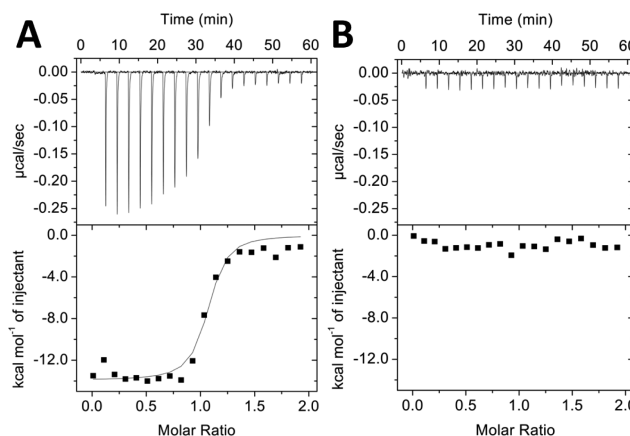 A
Time (min)
0 10 20 30 40 50 60
0.00
-0.05
-0.10
-0.15
-0.20
-0.25
µcal/sec
0.0
-4.0
-8.0
-12.0
kcal mol⁻¹ of injectant
0.0 0.5 1.0 1.5 2.0
Molar Ratio
B
Time (min)
0 10 20 30 40 50 60
0.00
-0.05
-0.10
-0.15
-0.20
-0.25
µcal/sec
0.0
-4.0
-8.0
-12.0
kcal mol⁻¹ of injectant
0.0 0.5 1.0 1.5 2.0
Molar Ratio